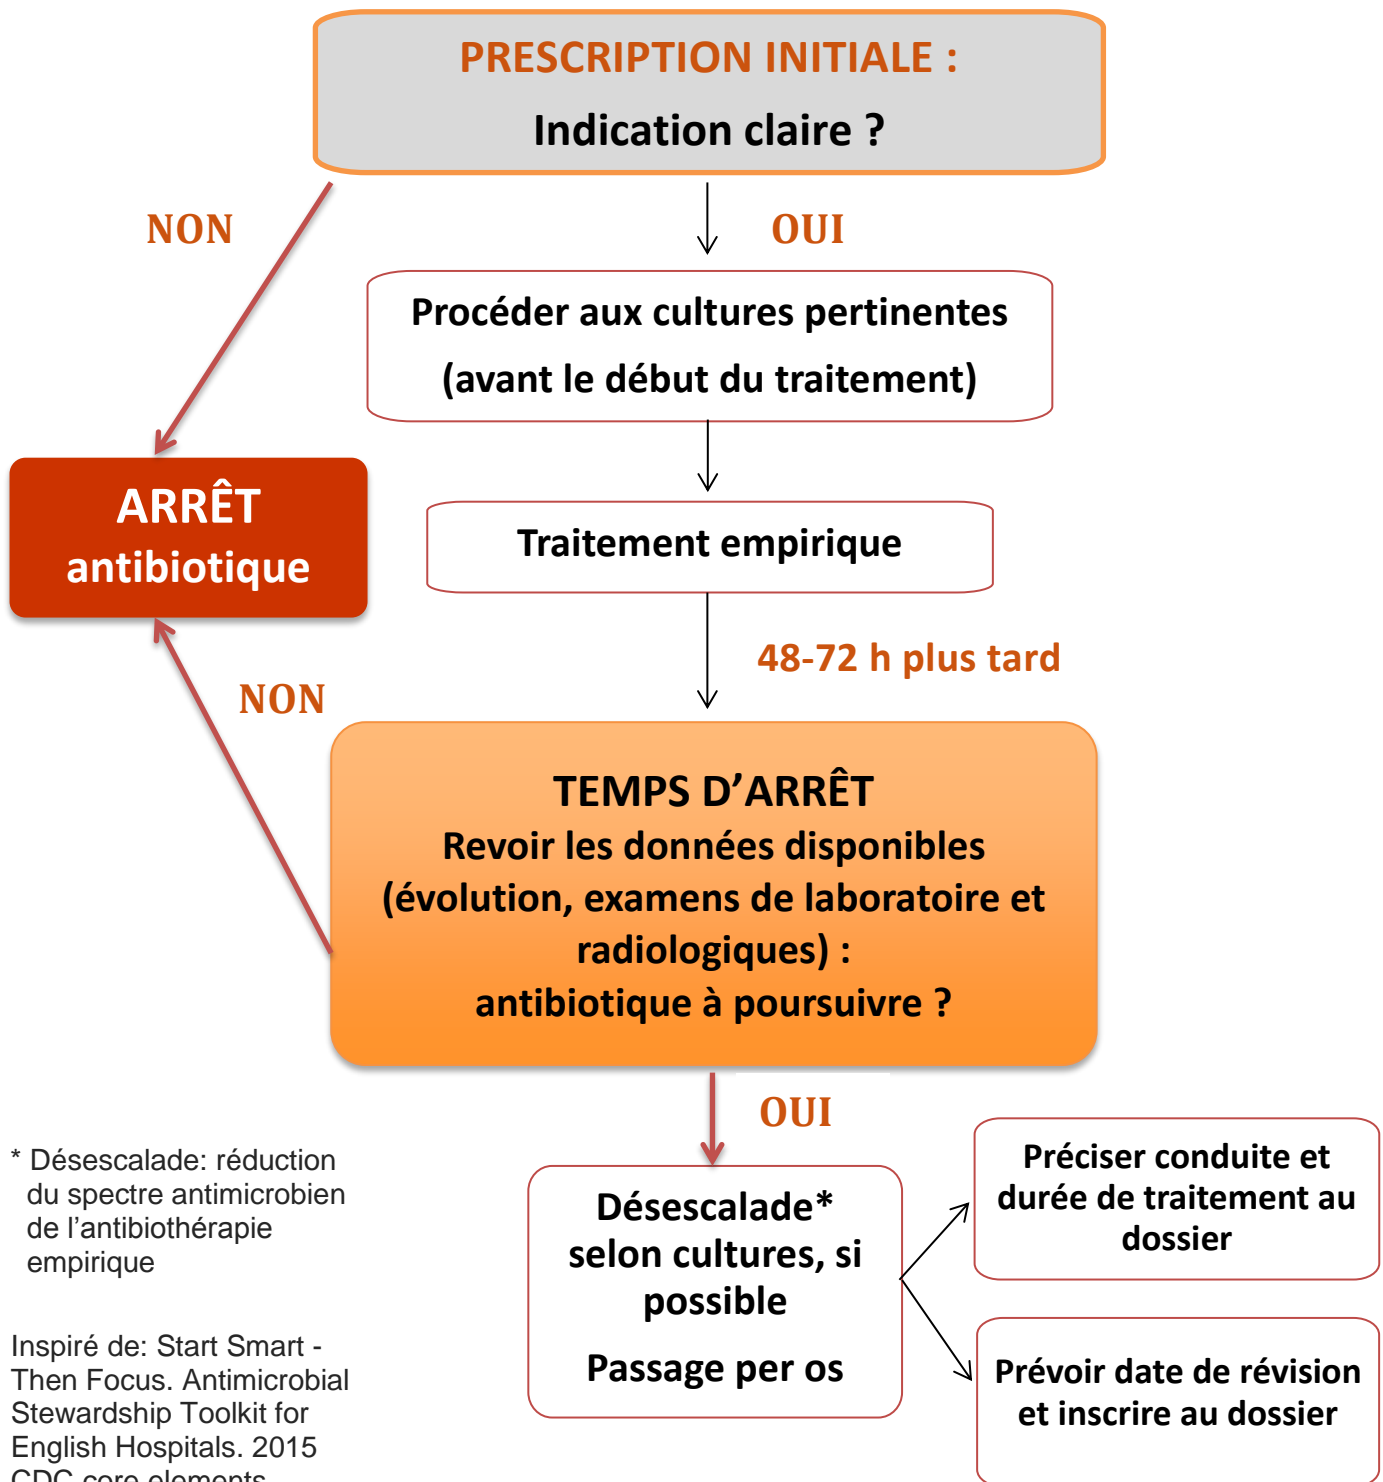 PRESCRIPTION INITIALE :
Indication claire ?
NON
OUI
Procéder aux cultures pertinentes
(avant le début du traitement)
ARRÊT
antibiotique
Traitement empirique
48-72 h plus tard
NON
TEMPS D’ARRÊT
Revoir les données disponibles
(évolution, examens de laboratoire et
radiologiques) :
antibiotique à poursuivre ?
OUI
Désescalade*
selon cultures, si
possible
Passage per os
Préciser conduite et
durée de traitement au
dossier
Prévoir date de révision
et inscrire au dossier
* Désescalade: réduction
du spectre antimicrobien
de l’antibiothérapie
empirique
Inspiré de: Start Smart -
Then Focus. Antimicrobial
Stewardship Toolkit for
English Hospitals. 2015
CDC core elements